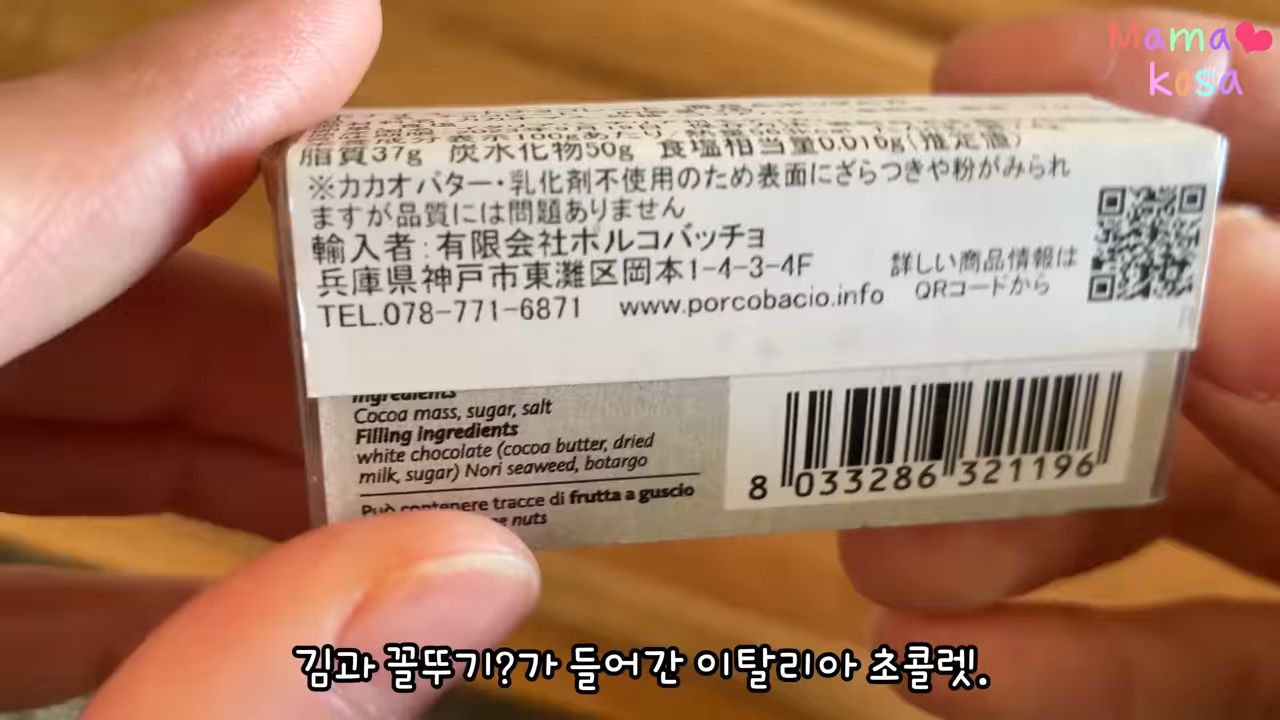 Mama
kosa
脂質37g 炭水化物50g 食塩相当量0.016g(推定値)
※カカオバター・乳化剤不使用のため表面にざらつきや粉がみられ
ますが品質には問題ありません
輸入者:有限会社ポルコバッチョ
兵庫県神戸市東灘区岡本1-4-3-4F
TEL.078-771-6871 www.porcobacio.info
詳しい商品情報は
QRコードから
Ingredients
Cocoa mass, sugar, salt
Filling Ingredients
white chocolate (cocoa butter, dried
milk, sugar) Nori seaweed, botargo
Può contenere tracce di frutta a guscio
nuts
8 033286 321196
김과 꼴뚜기?가 들어간 이탈리아 초콜렛.